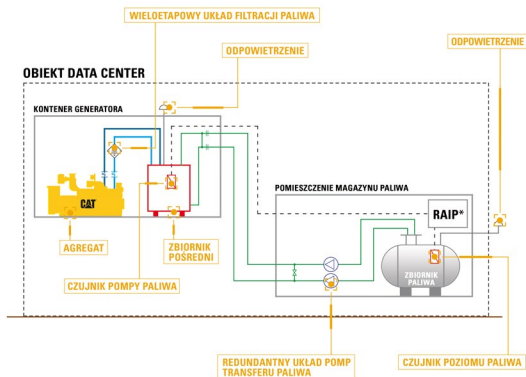 WIELOETAPOWY UKŁAD FILTRACJI PALIWA
ODPOWIETRZENIE
ODPOWIETRZENIE
OBIEKT DATA CENTER
KONTENER GENERATORA
CAT
AGREGAT
ZBIORNIK
POŚREDNI
CZUJNIK POMPY PALIWA
POMIESZCZENIE MAGAZYNU PALIWA
RAIP*
ZBIORNIK
PALIWA
REDUNDANTNY UKŁAD POMP
TRANSFERU PALIWA
CZUJNIK POZIOMU PALIWA